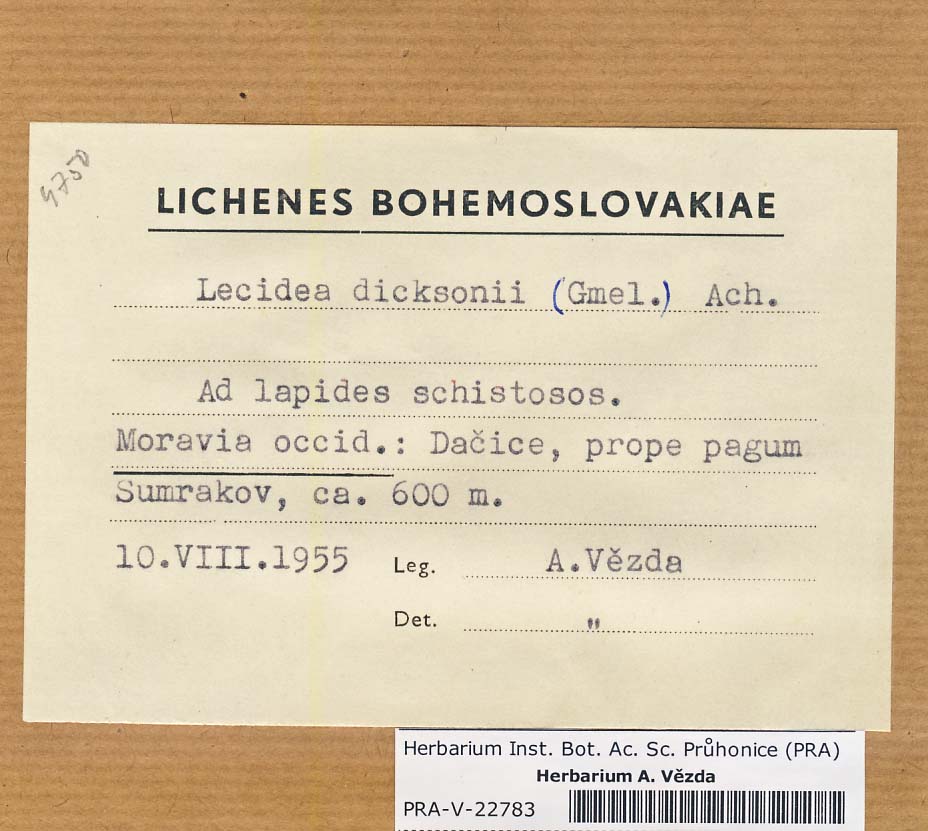 4750
LICHENES BOHEMOSLOVAKIAE
Lecidea dicksonii (Gmel.) Ach.
Ad lapides schistosos.
Moravia occid.: Dačice, prope pagum
Sumrakov, ca. 600 m.
10.VIII.1955 Leg. A.Vězda
Det. "
Herbarium Inst. Bot. Ac. Sc. Průhonice (PRA)
Herbarium A. Vězda
PRA-V-22783